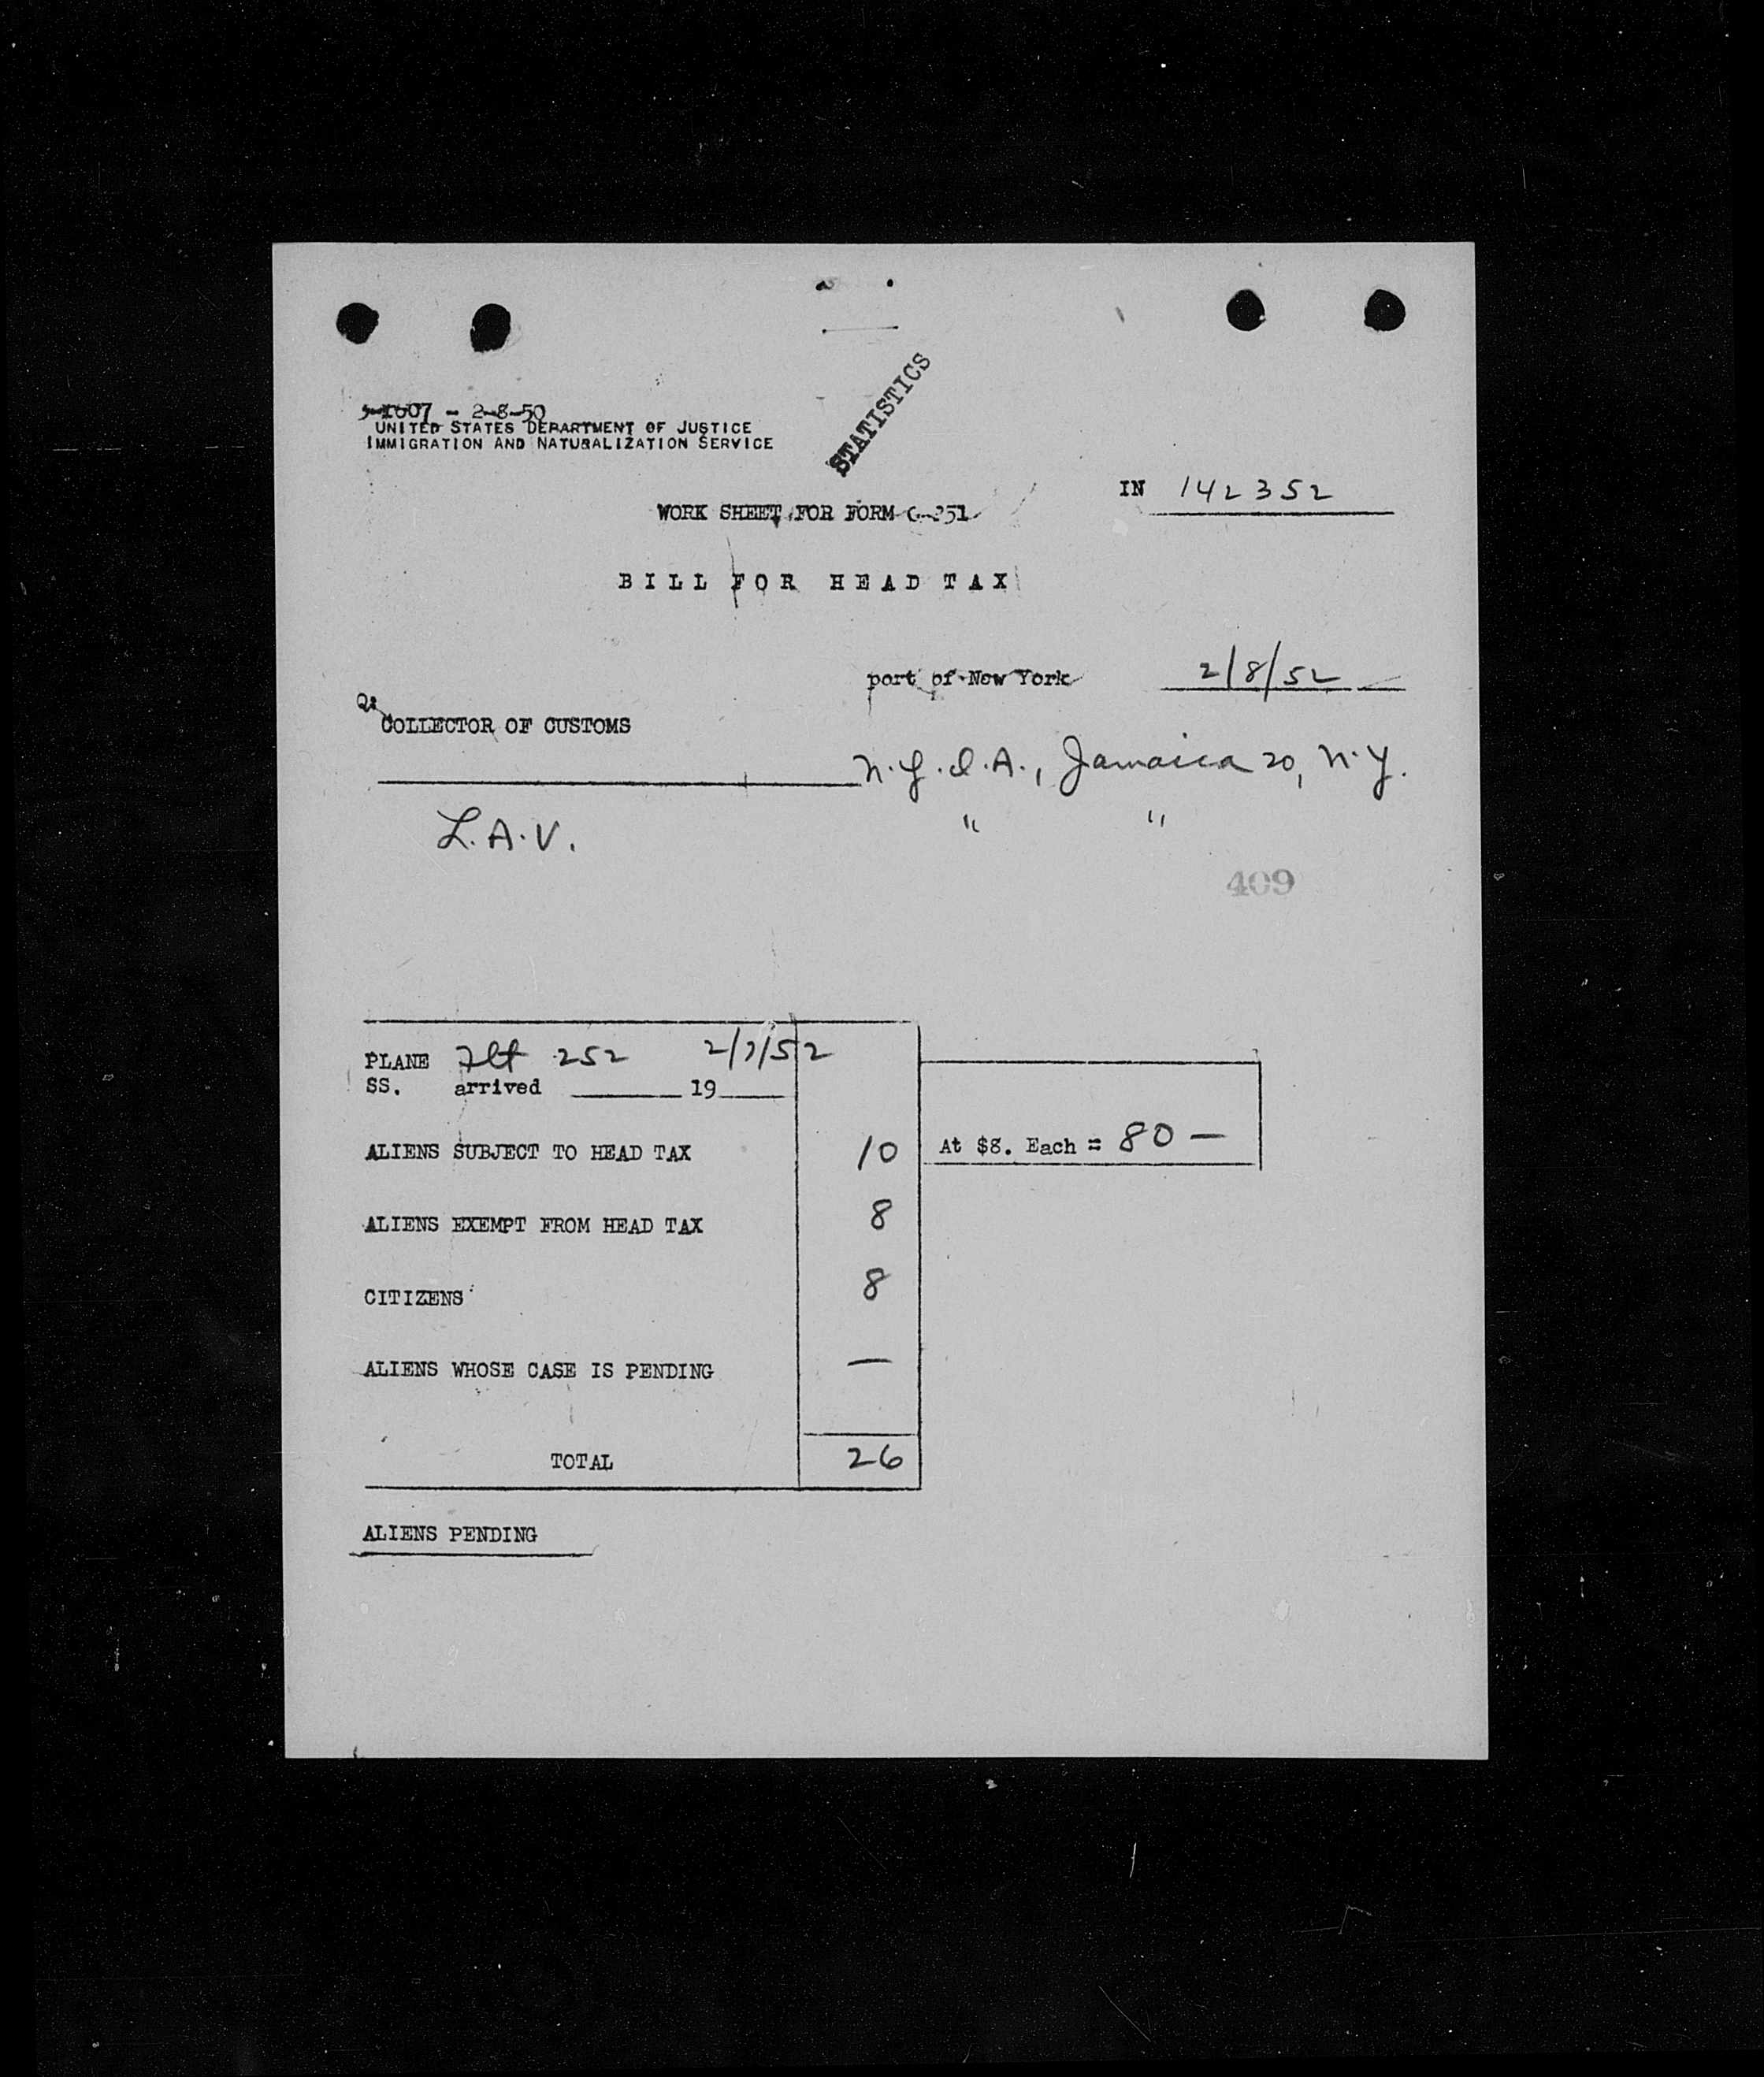 STATISTICS
- 2-8-50
UNITED STATES DEPARTMENT OF JUSTICE
IMMIGRATION AND NATURALIZATION SERVICE
IN 142352
WORK SHEET FOR FORM
BILL FOR HEAD TAX
port of New York 2/8/52
COLLECTOR OF CUSTOMS
N.Y.I.A., Jamaica 20, N.Y.
L.A.V. " "
409
PLANE Flt 252 2/7/52
SS. arrived 19
ALIENS SUBJECT TO HEAD TAX 10 At $8. Each = 80 —
ALIENS EXEMPT FROM HEAD TAX 8
CITIZENS 8
ALIENS WHOSE CASE IS PENDING —
TOTAL 26
ALIENS PENDING